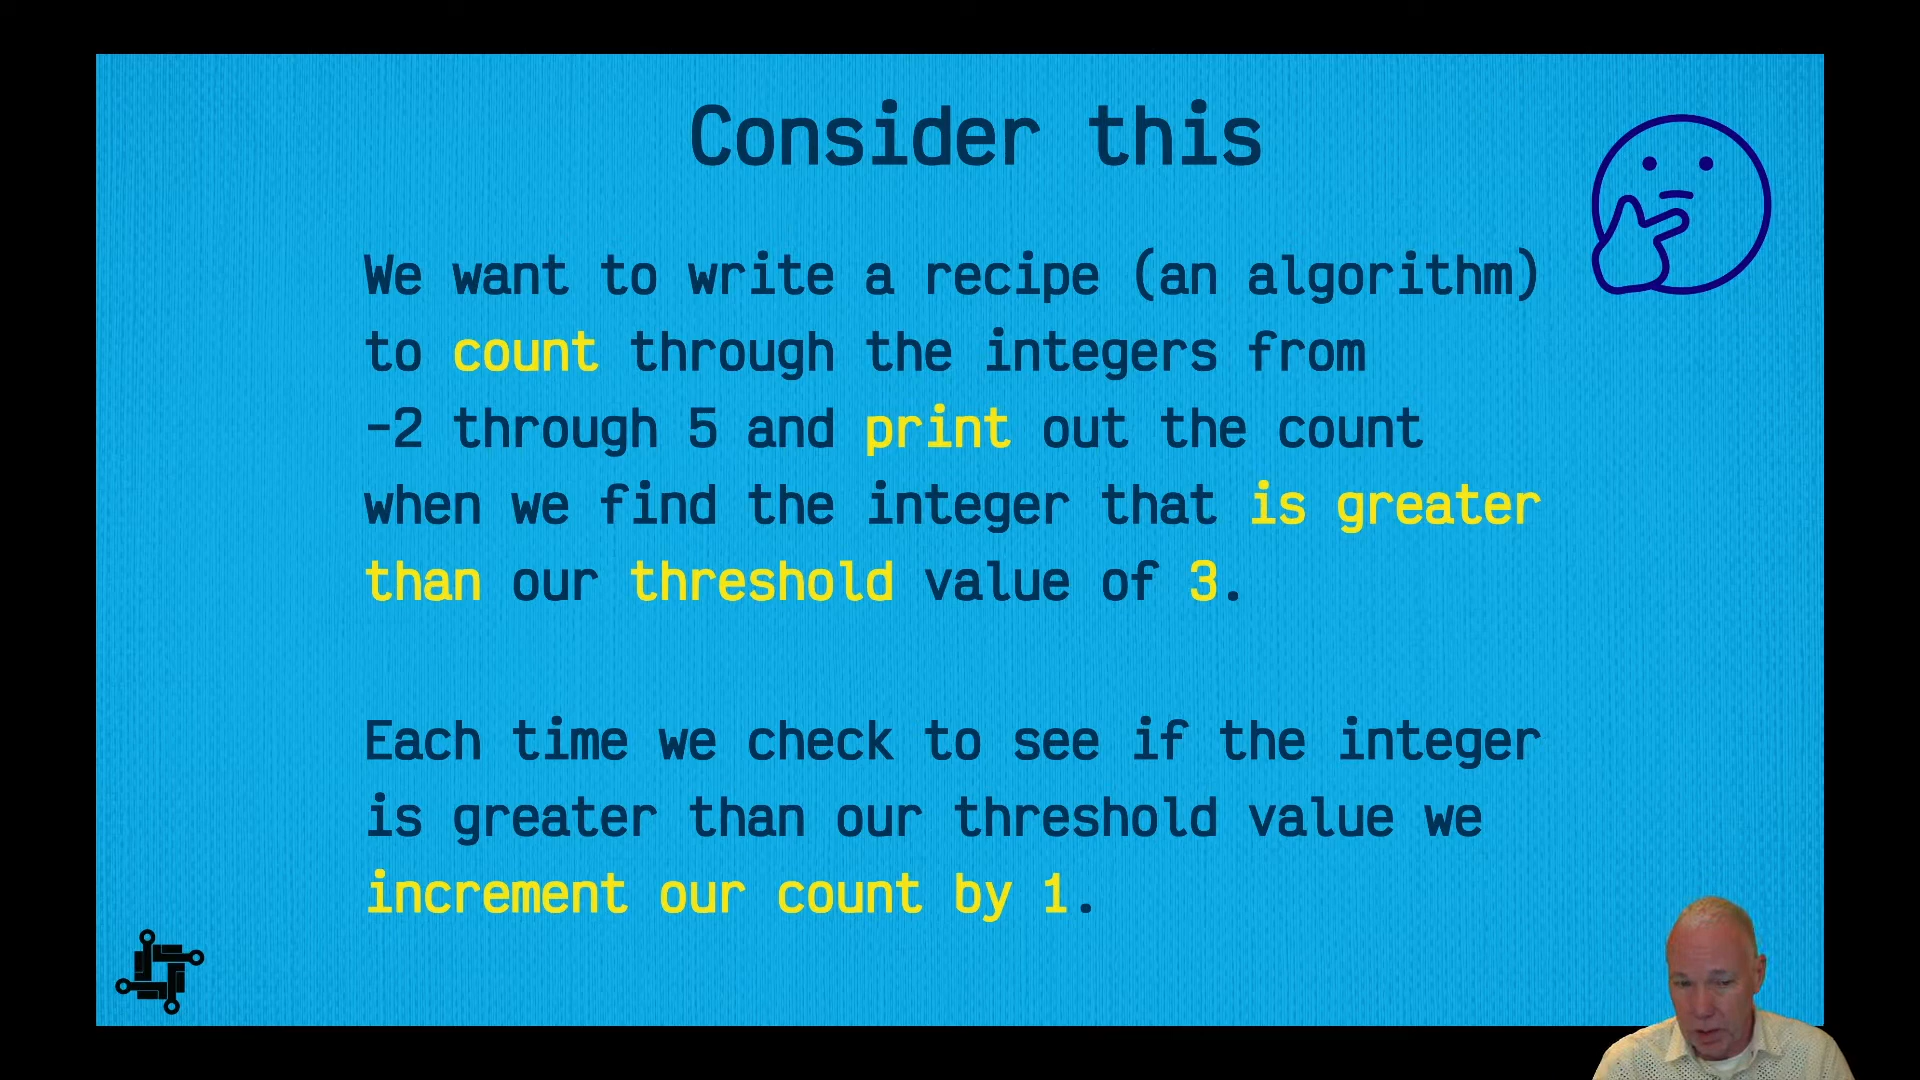 Consider this
We want to write a recipe (an algorithm)
to count through the integers from
-2 through 5 and print out the count
when we find the integer that is greater
than our threshold value of 3.
Each time we check to see if the integer
is greater than our threshold value we
increment our count by 1.